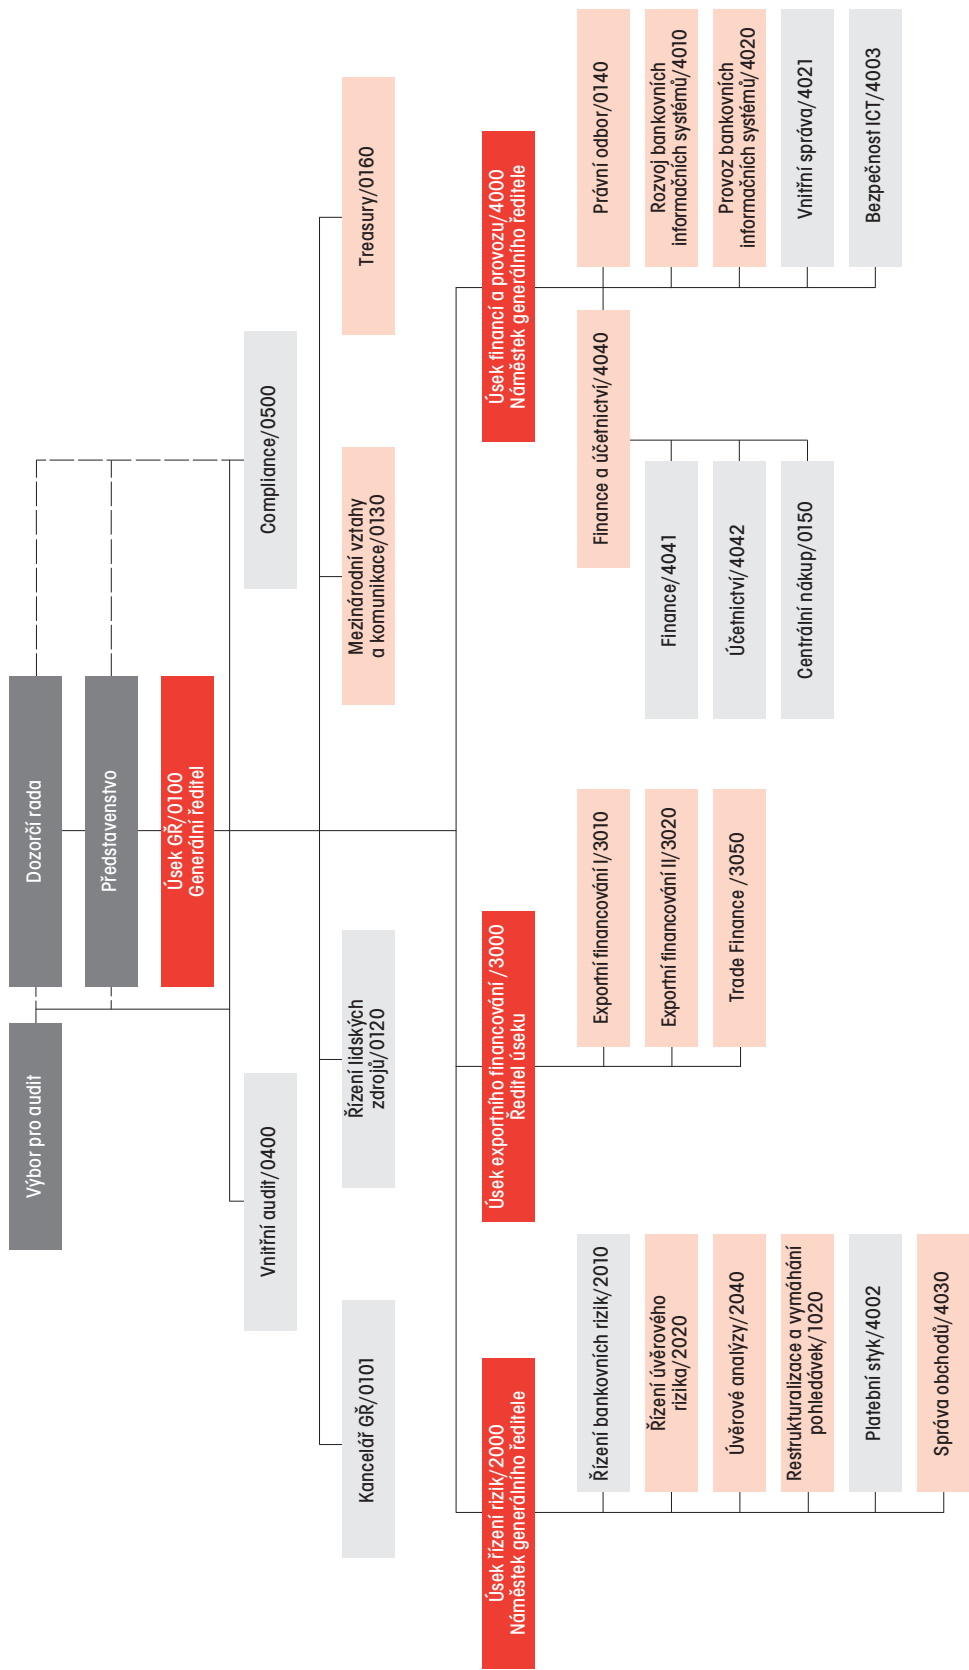 Výbor pro audit
Dozorčí rada
Představenstvo
Úsek GŘ/0100
Generální ředitel
Vnitřní audit/0400
Compliance/0500
Kancelář GŘ/0101
Řízení lidských
zdrojů/0120
Mezinárodní vztahy
a komunikace/0130
Treasury/0160
Úsek řízení rizik/2000
Náměstek generálního ředitele
Řízení bankovních rizik/2010
Řízení úvěrového
rizika/2020
Úvěrové analýzy/2040
Restrukturalizace a vymáhání
pohledávek/1020
Platební styk/4002
Správa obchodů/4030
Úsek exportního financování /3000
Ředitel úseku
Exportní financování I/3010
Exportní financování II/3020
Trade Finance /3050
Úsek financí a provozu/4000
Náměstek generálního ředitele
Finance a účetnictví/4040
Finance/4041
Účetnictví/4042
Centrální nákup/0150
Právní odbor/0140
Rozvoj bankovních
informačních systémů/4010
Provoz bankovních
informačních systémů/4020
Vnitřní správa/4021
Bezpečnost ICT/4003